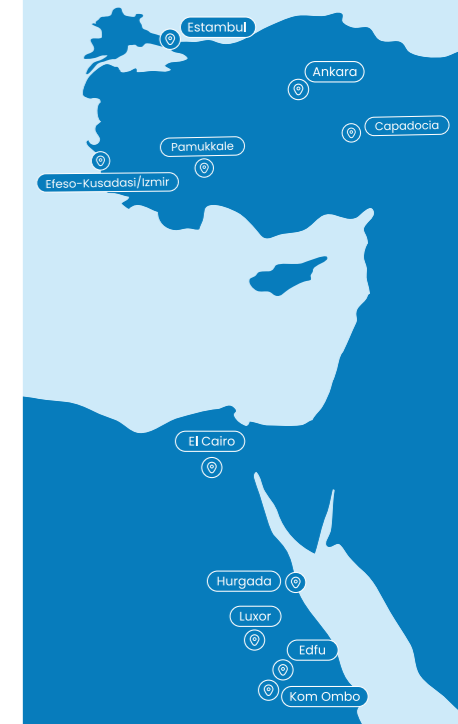 Estambul
Ankara
Capadocia
Pamukkale
Efeso-Kusadasi/Izmir
El Cairo
Hurgada
Luxor
Edfu
Kom Ombo